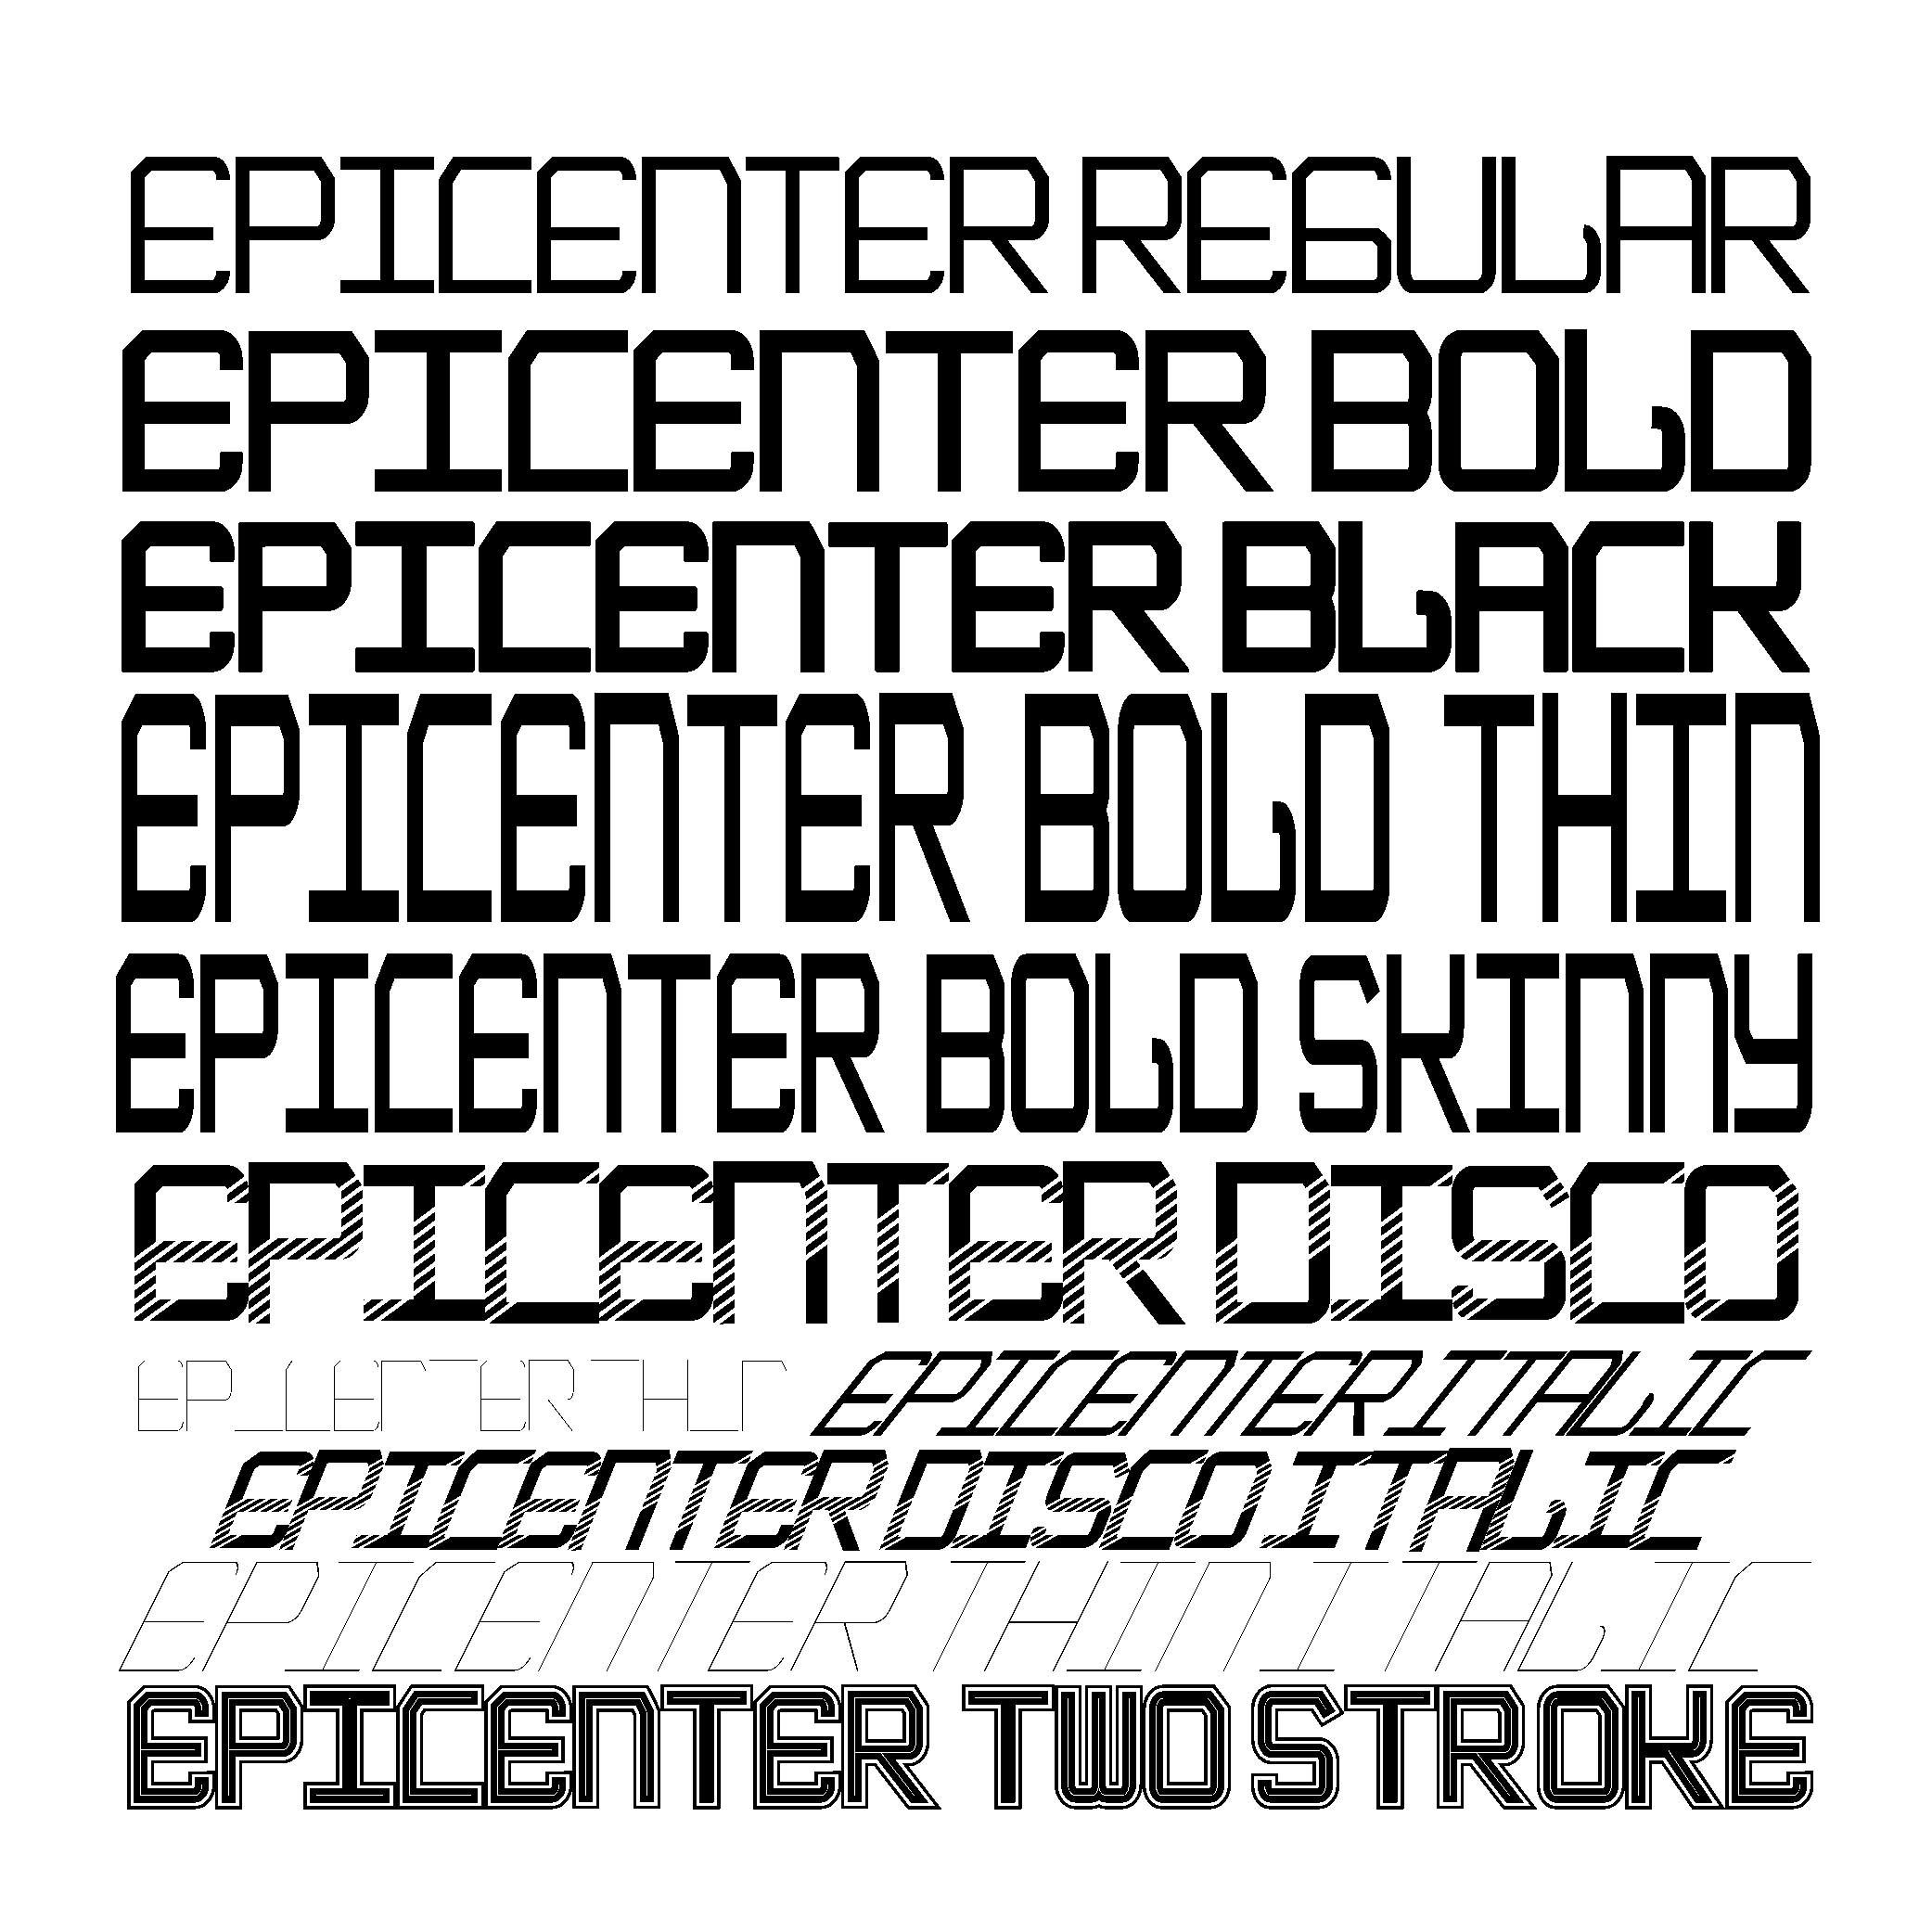 EPICENTER REGULAR
EPICENTER BOLD
EPICENTER BLACK
EPICENTER BOLD THIN
EPICENTER BOLD SKINNY
EPICENTER DISCO
EPICENTER THIN EPICENTER ITALIC
EPICENTER DISCO ITALIC
EPICENTER THIN ITALIC
EPICENTER TWO STROKE